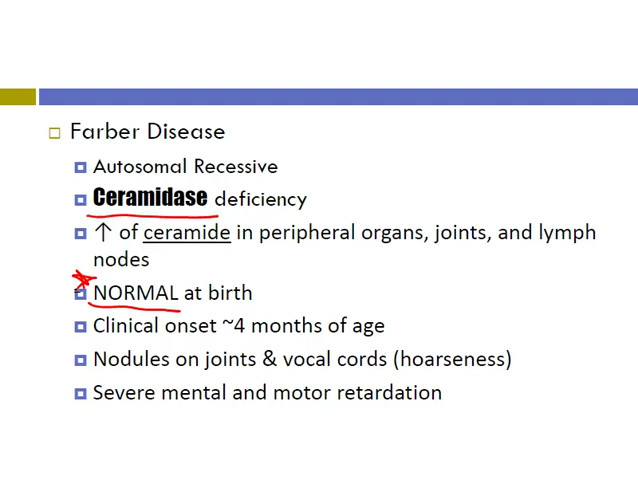 Farber Disease
Autosomal Recessive
Ceramidase deficiency
↑ of ceramide in peripheral organs, joints, and lymph
nodes
NORMAL at birth
Clinical onset ~4 months of age
Nodules on joints & vocal cords (hoarseness)
Severe mental and motor retardation